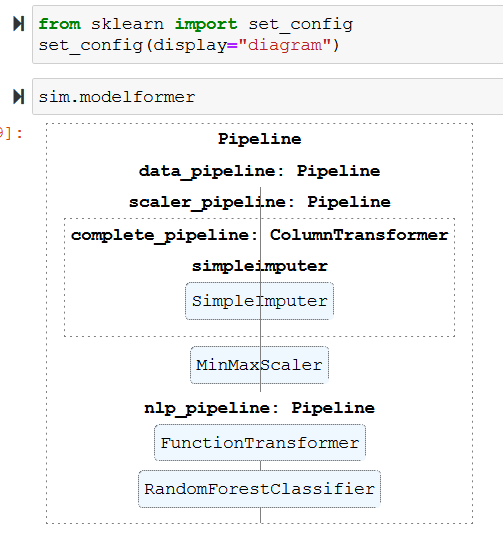 from sklearn import set_config
set_config(display="diagram")
sim.modelformer
9]:
Pipeline
data_pipeline: Pipeline
scaler_pipeline: Pipeline
complete_pipeline: ColumnTransformer
simpleimputer
SimpleImputer
MinMaxScaler
nlp_pipeline: Pipeline
FunctionTransformer
RandomForestClassifier